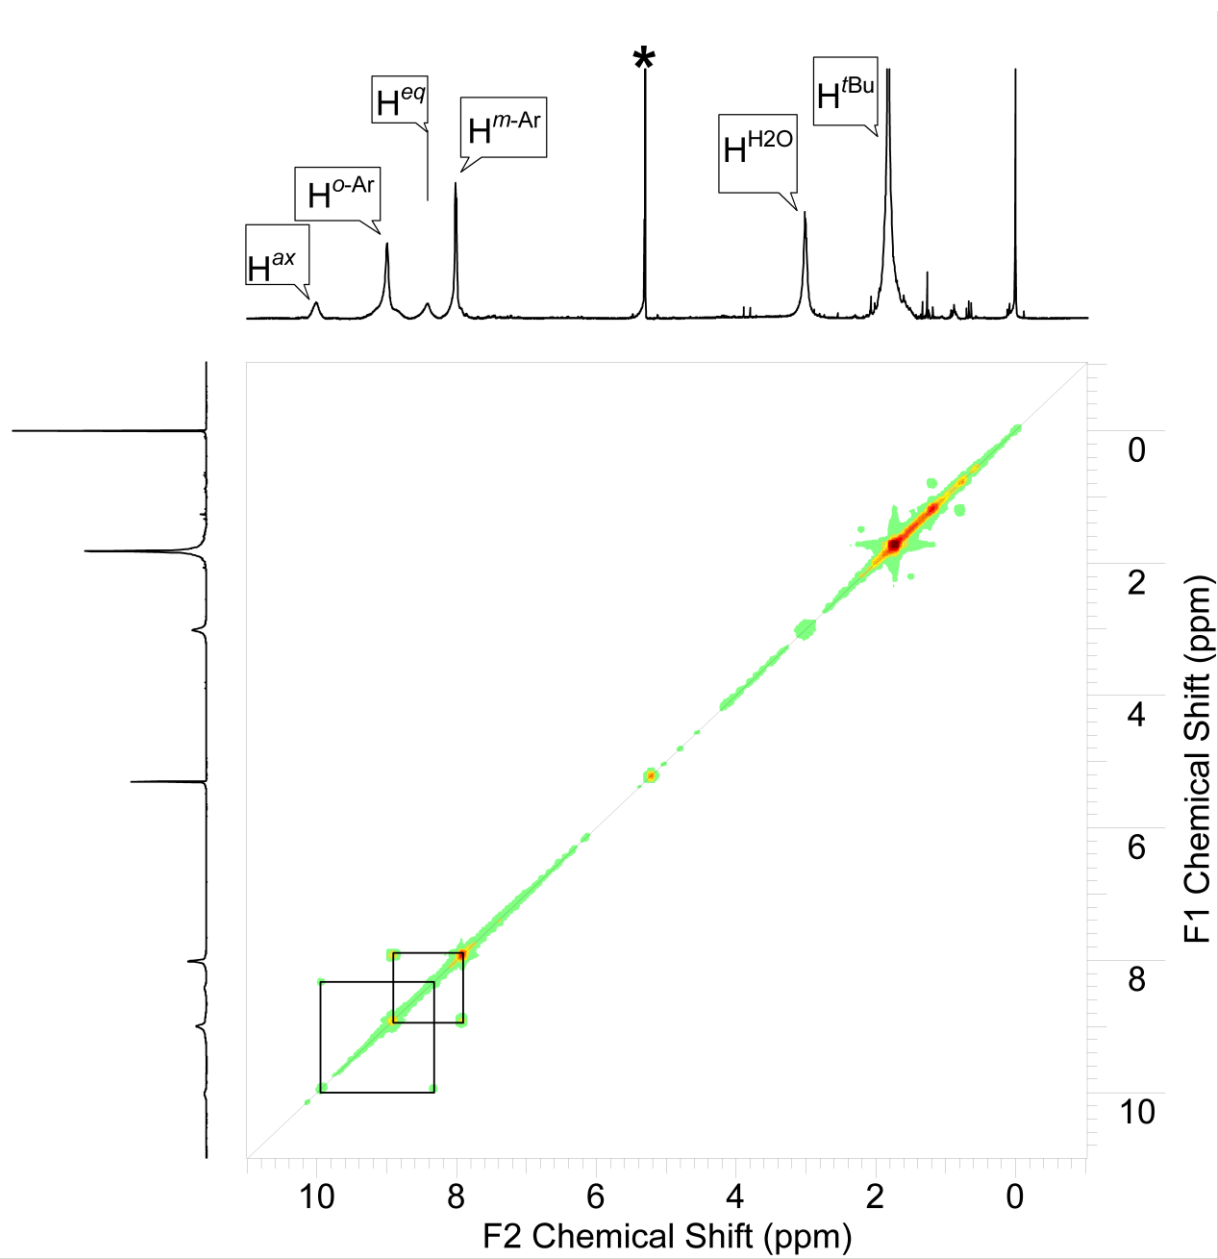 *
H^tBu
H^eq
H^m-Ar
H^H2O
H^o-Ar
H^ax
0
2
4
6
8
10
F1 Chemical Shift (ppm)
10 8 6 4 2 0
F2 Chemical Shift (ppm)